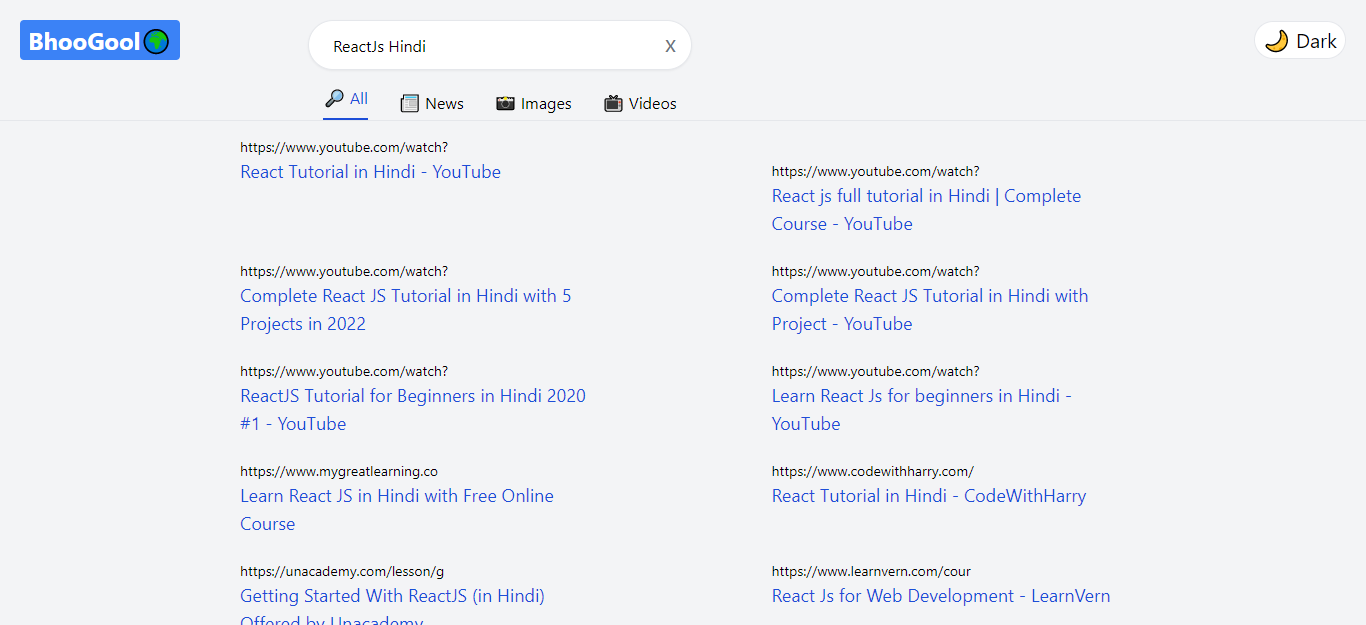 BhooGool
ReactJs Hindi
X
Dark
All
News
Images
Videos
https://www.youtube.com/watch?
React Tutorial in Hindi - YouTube
https://www.youtube.com/watch?
React js full tutorial in Hindi | Complete
Course - YouTube
https://www.youtube.com/watch?
Complete React JS Tutorial in Hindi with 5
Projects in 2022
https://www.youtube.com/watch?
Complete React JS Tutorial in Hindi with
Project - YouTube
https://www.youtube.com/watch?
ReactJS Tutorial for Beginners in Hindi 2020
#1 - YouTube
https://www.youtube.com/watch?
Learn React Js for beginners in Hindi -
YouTube
https://www.mygreatlearning.co
Learn React JS in Hindi with Free Online
Course
https://www.codewithharry.com/
React Tutorial in Hindi - CodeWithHarry
https://unacademy.com/lesson/g
Getting Started With ReactJS (in Hindi)
Offered by Unacademy
https://www.learnvern.com/cour
React Js for Web Development - LearnVern